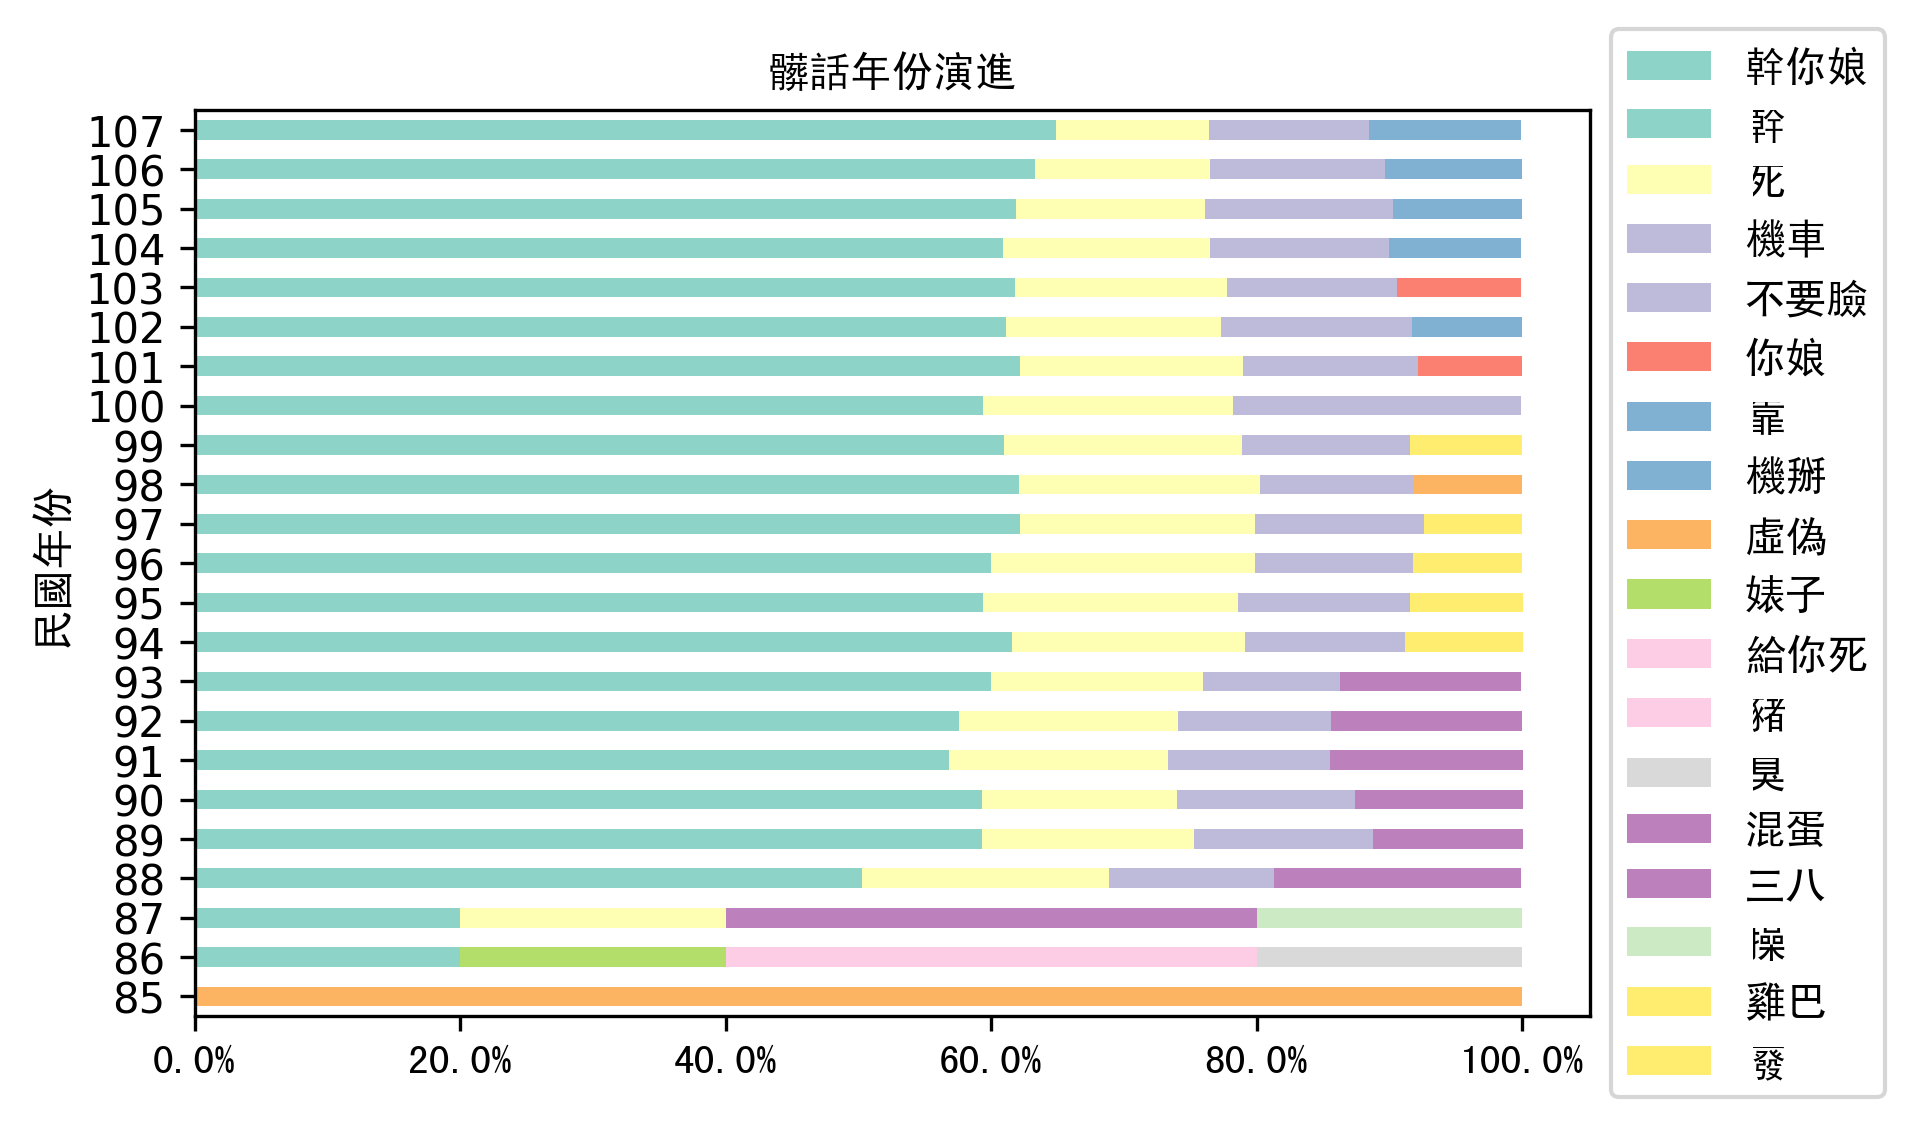 髒話年份演進
民國年份
107
106
105
104
103
102
101
100
99
98
97
96
95
94
93
92
91
90
89
88
87
86
85
0.0%
20.0%
40.0%
60.0%
80.0%
100.0%
幹你娘
幹
死
機車
不要臉
你娘
靠
機掰
虛偽
婊子
給你死
豬
臭
混蛋
三八
操
雞巴
發